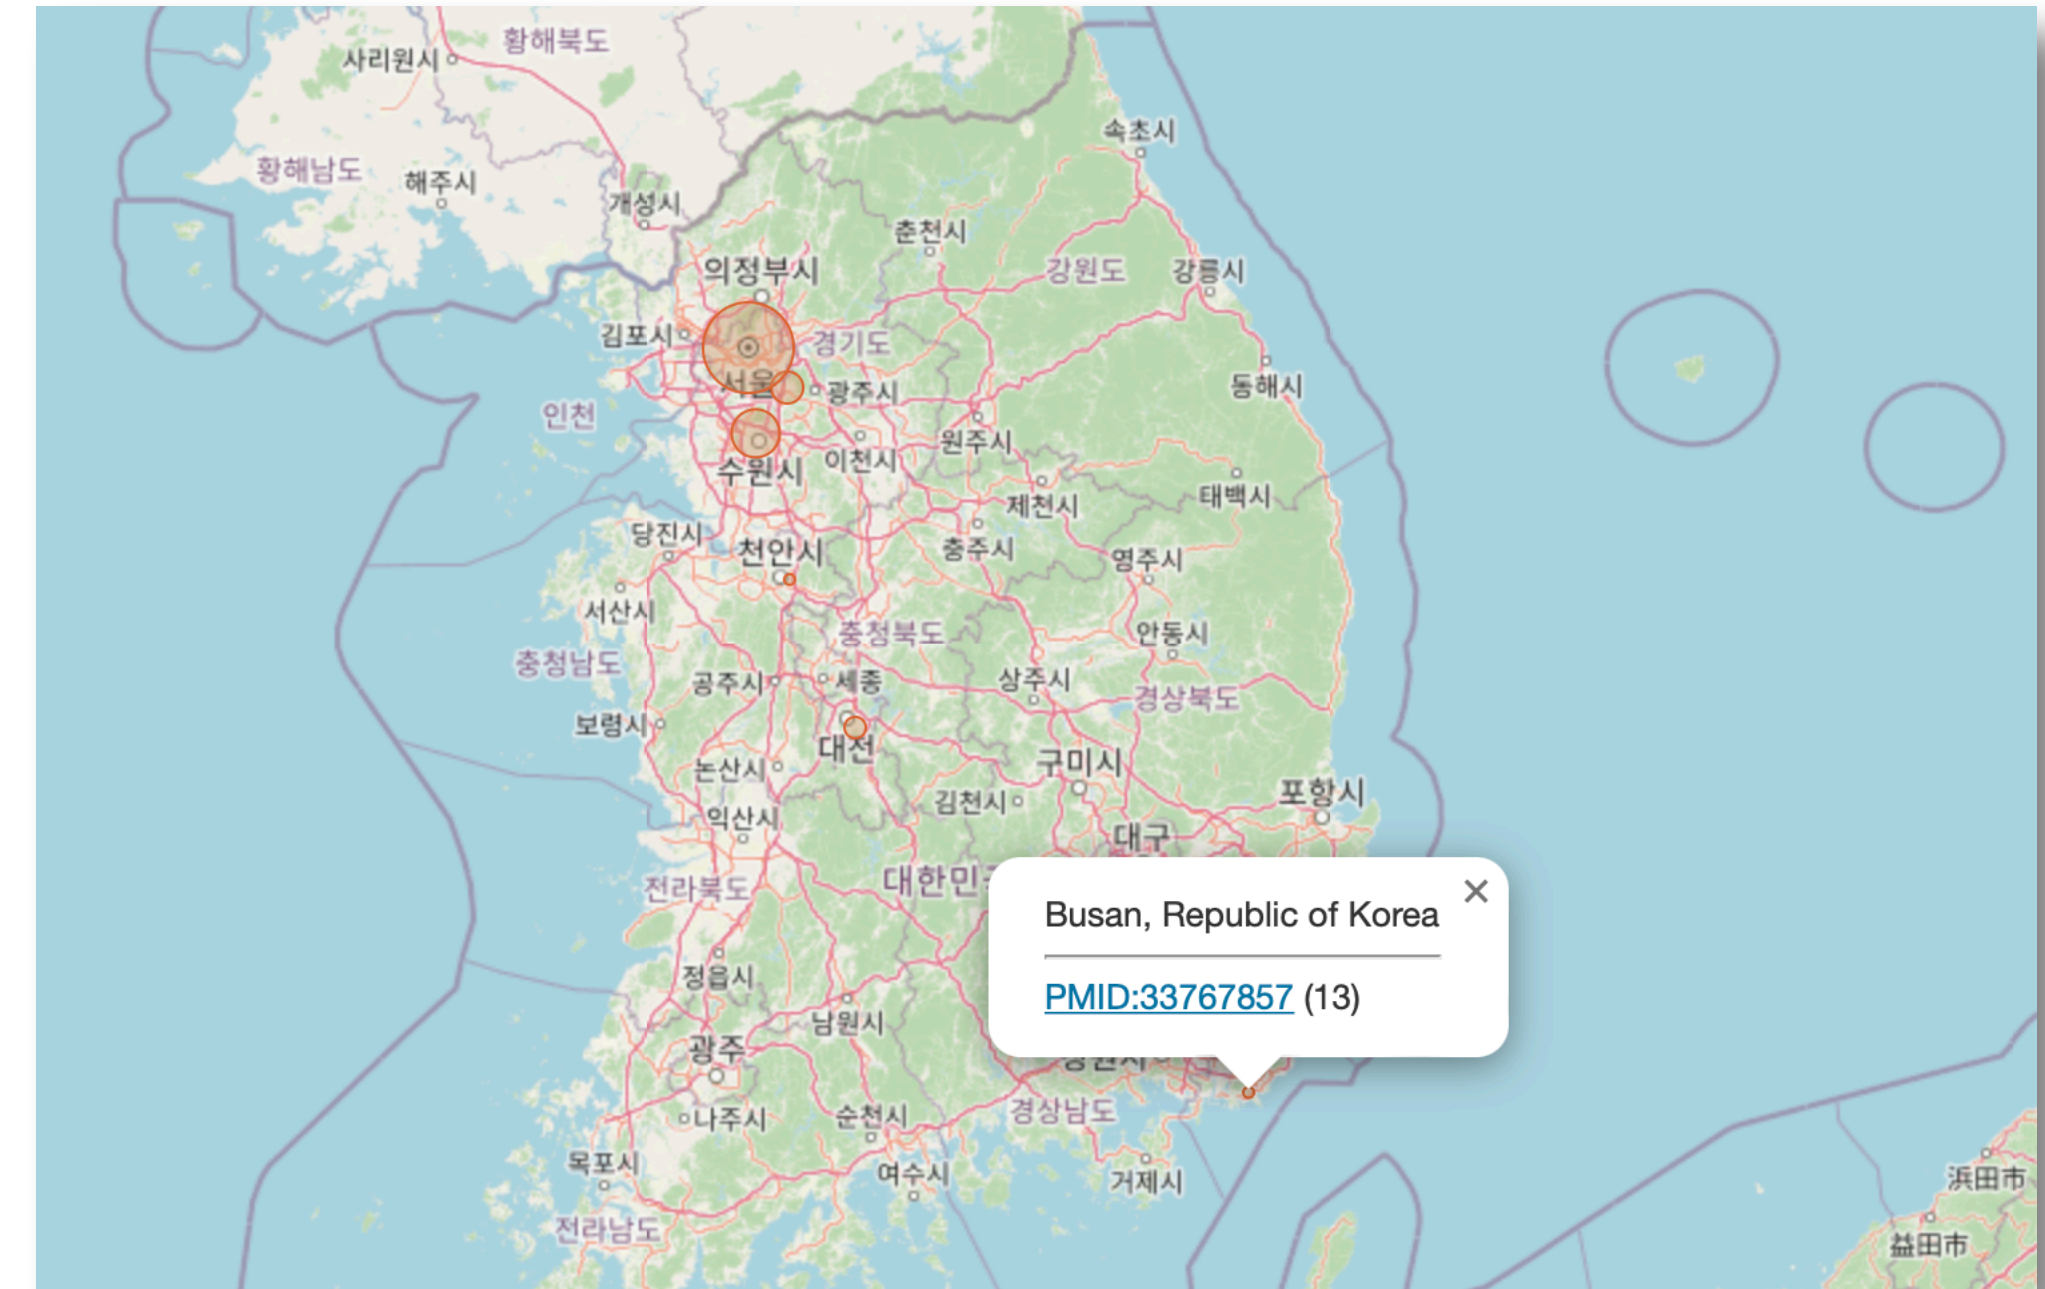 황해북도
사리원시
속초시
황해남도
해주시
개성시
춘천시
의정부시
강원도
강릉시
김포시
경기도
서울
광주시
동해시
인천
원주시
수원시
이천시
태백시
제천시
당진시
천안시
충주시
영주시
서산시
충청북도
안동시
충청남도
공주시
세종
상주시
경상북도
보령시
대전
논산시
구미시
김천시
포항시
익산시
대구
전라북도
대한민
Busan, Republic of Korea
PMID:33767857 (13)
정읍시
남원시
광주
나주시
순천시
경상남도
목포시
여수시
거제시
浜田市
전라남도
益田市